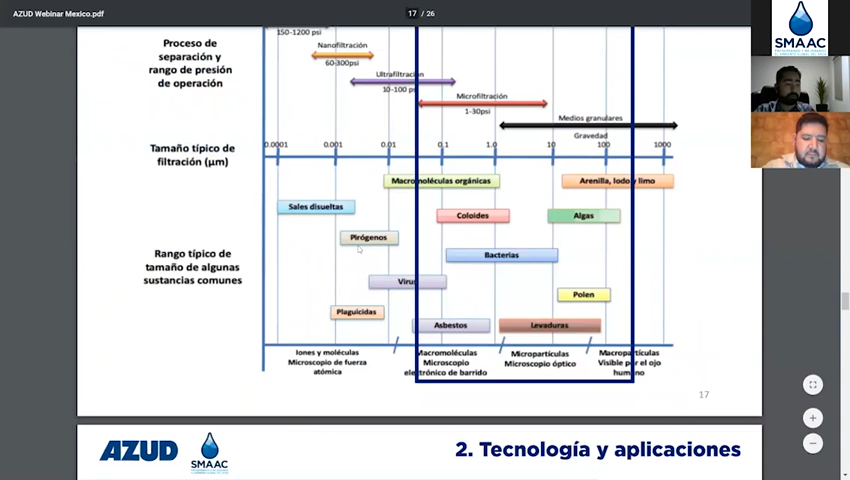 AZUD Webinar Mexico.pdf
17 / 26
SMAAC
150-1200 psi
Proceso de
separación y
rango de presión
de operación
Nanofiltración
60-300psi
Ultrafiltración
10-100 psi
Microfiltración
1-30psi
Medios granulares
Gravedad
Tamaño típico de
filtración (µm)
0.0001 0.001 0.01 0.1 1.0 10 100 1000
Macromoléculas orgánicas
Arenilla, lodo y limo
Sales disueltas
Coloides
Algas
Pirógenos
Rango típico de
tamaño de algunas
sustancias comunes
Bacterias
Virus
Polen
Plaguicidas
Asbestos
Levaduras
Iones y moléculas
Microscopio de fuerza
atómica
Macromoléculas
Microscopio
electrónico de barrido
Micropartículas
Microscopio óptico
Macropartículas
Visible por el ojo
humano
17
AZUD
SMAAC
2. Tecnología y aplicaciones